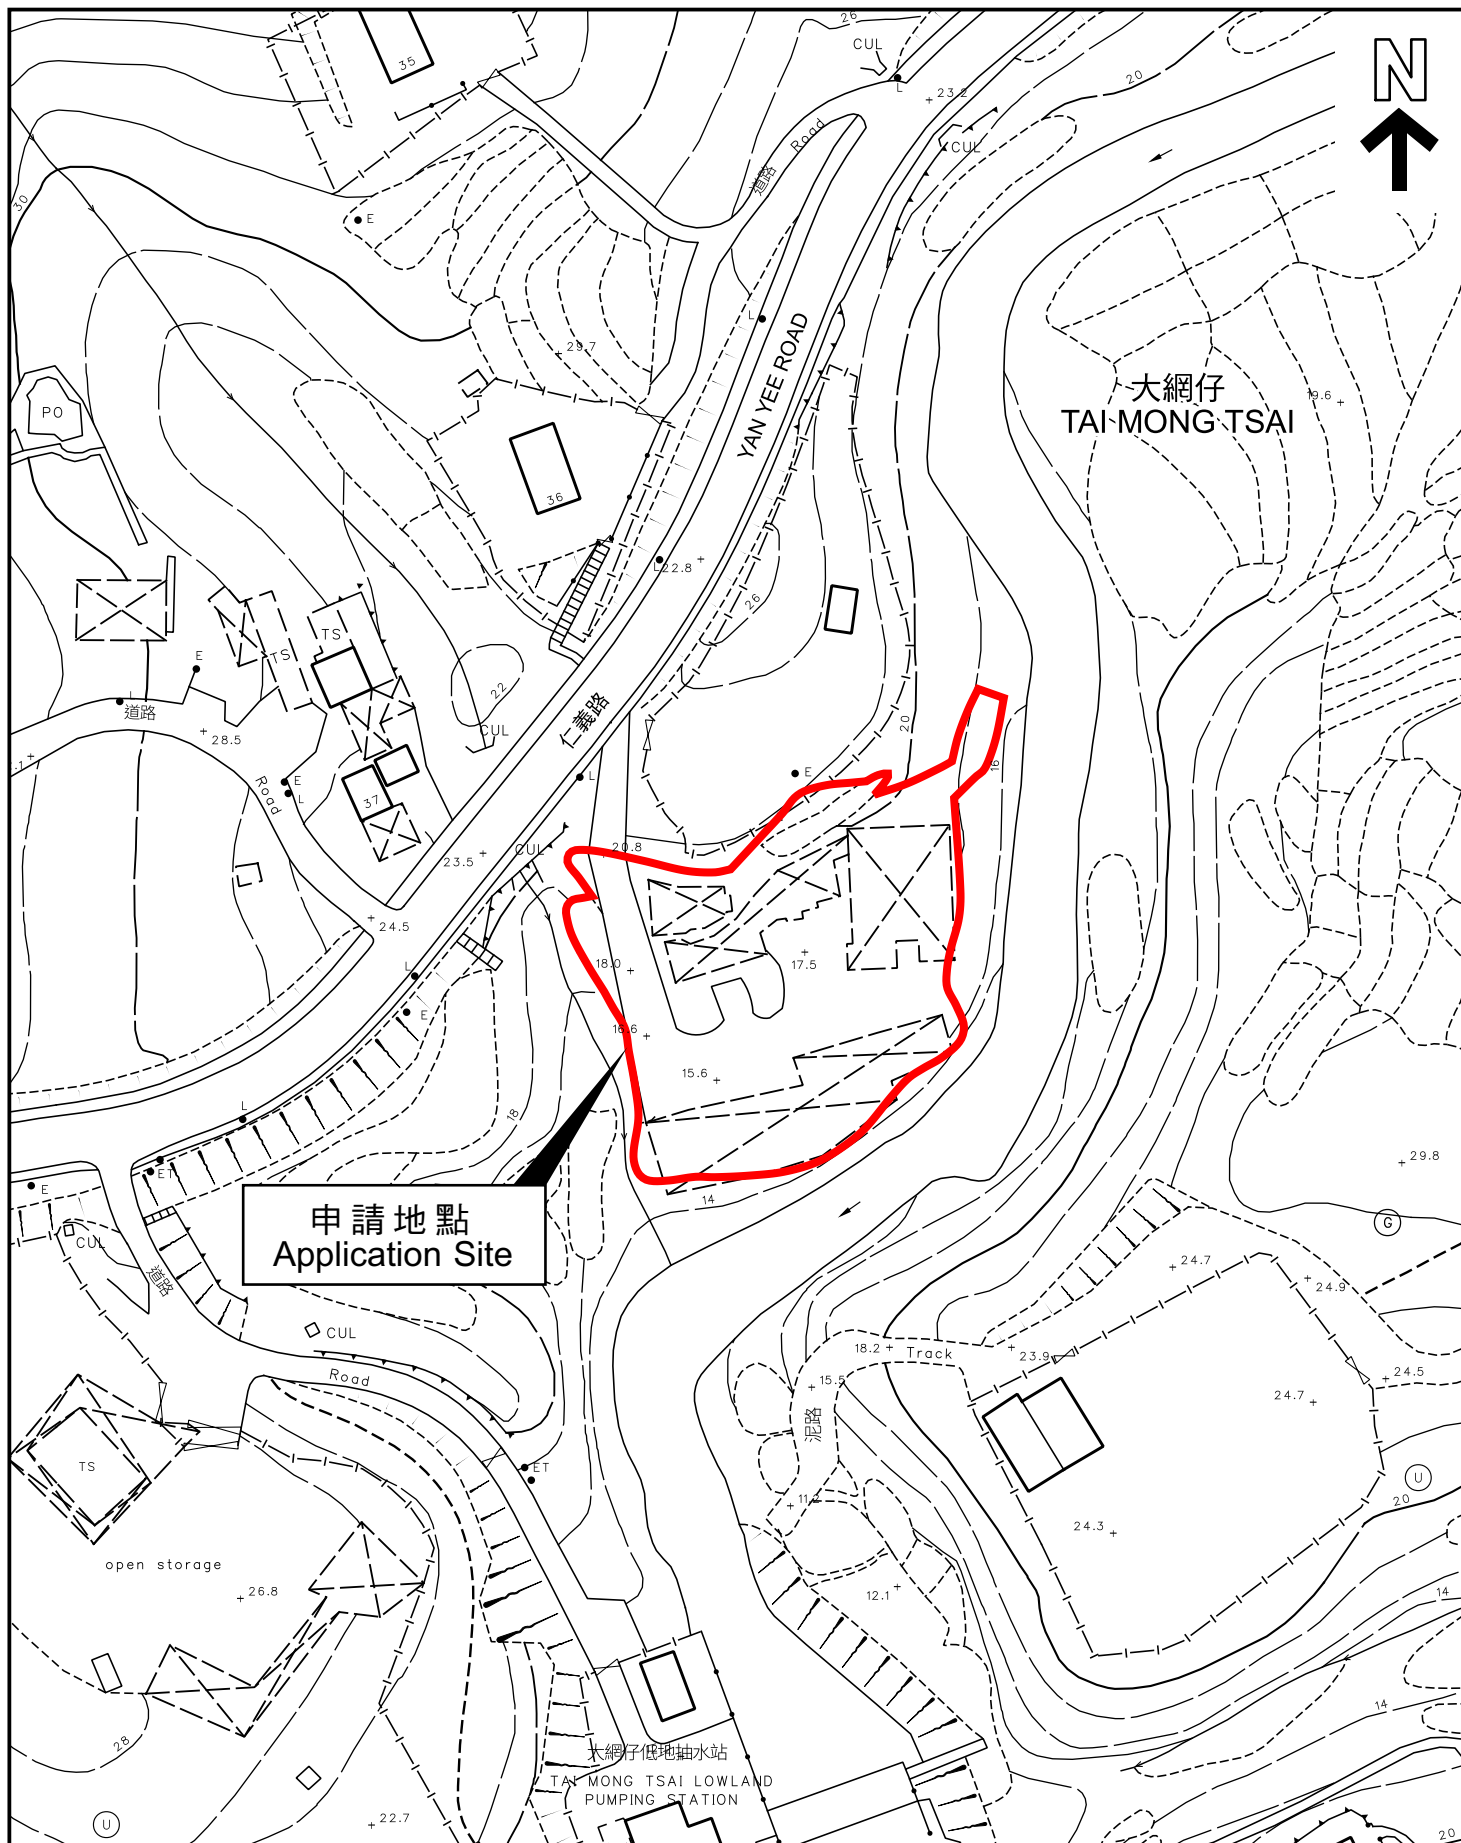 26
CUL
N
35
L
23.2
20
道路 Road
CUL
30
E
L
29.7
YAN YEE ROAD
大網仔
TAI MONG TSAI
19.6
PO
36
L
22.8
26
TS
TS
E
L
道路
22
CUL
仁義路
28.5
20
16
E
L
Road
37
L
E
23.5
CUL
20.8
24.5
L
18.0
17.5
E
16.6
15.6
L
18
ET
E
14
29.8
申請地點
Application Site
G
CUL
道路
24.7
24.9
CUL
18.2
Track
23.9
Road
15.5
24.5
24.7
泥路
TS
ET
U
11.2
20
24.3
open storage
26.8
12.1
14
14
28
大網仔低地抽水站
TAI MONG TSAI LOWLAND
PUMPING STATION
U
22.7
20